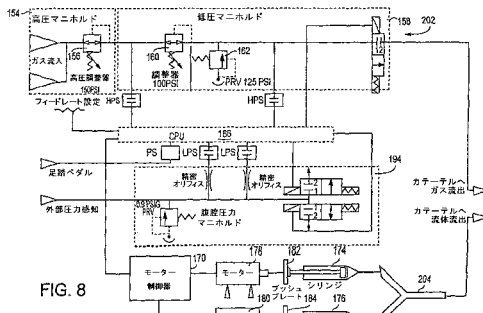 154
高圧マニホルド
低圧マニホルド
158
202
ガス流入
156
高圧調整器
150PSI
160
調整器
100PSI
162
PRV 125 PSI
12
フィードレート設定
HPS
HPS
CPU
166
PS
LPS
LPS
足踏ペダル
精密
オリフィス
精密
オリフィス
194
カテーテルへ
ガス流出
外部圧力感知
PRV
腹腔圧力
マニホルド
2
2
カテーテルへ
流体流出
170
モーター
制御器
178
モーター
182
プッシュ
プレート
174
シリンジ
204
FIG. 8
180
184
176